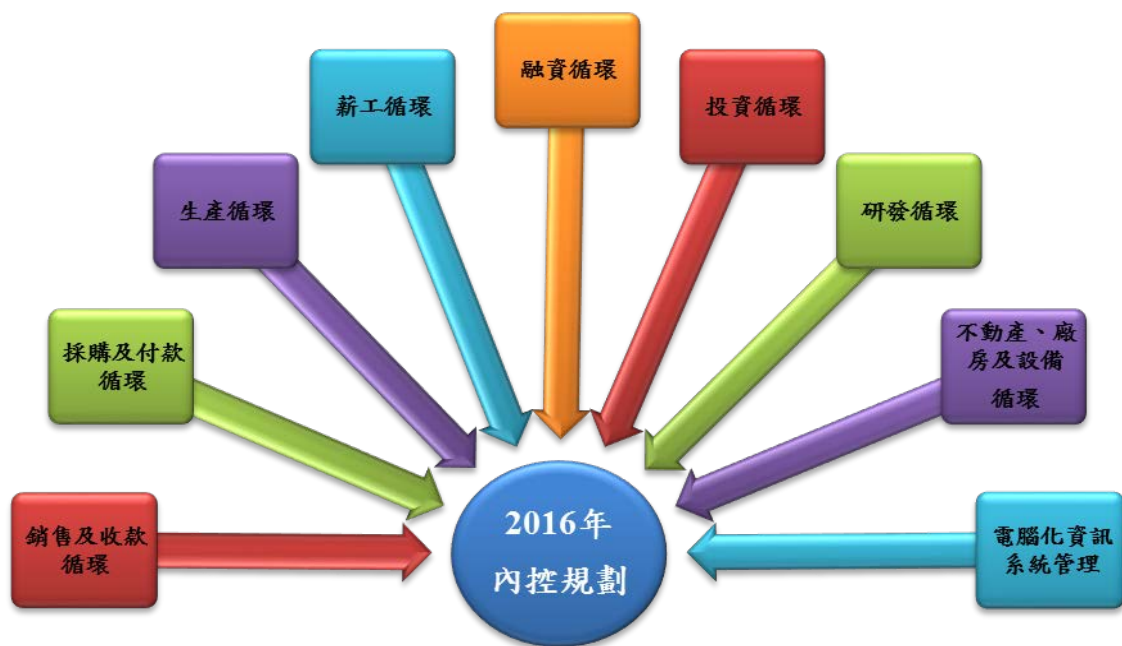 融資循環
薪工循環
投資循環
生產循環
研發循環
採購及付款
循環
不動產、廠
房及設備
循環
銷售及收款
循環
2016年
內控規劃
電腦化資訊
系統管理